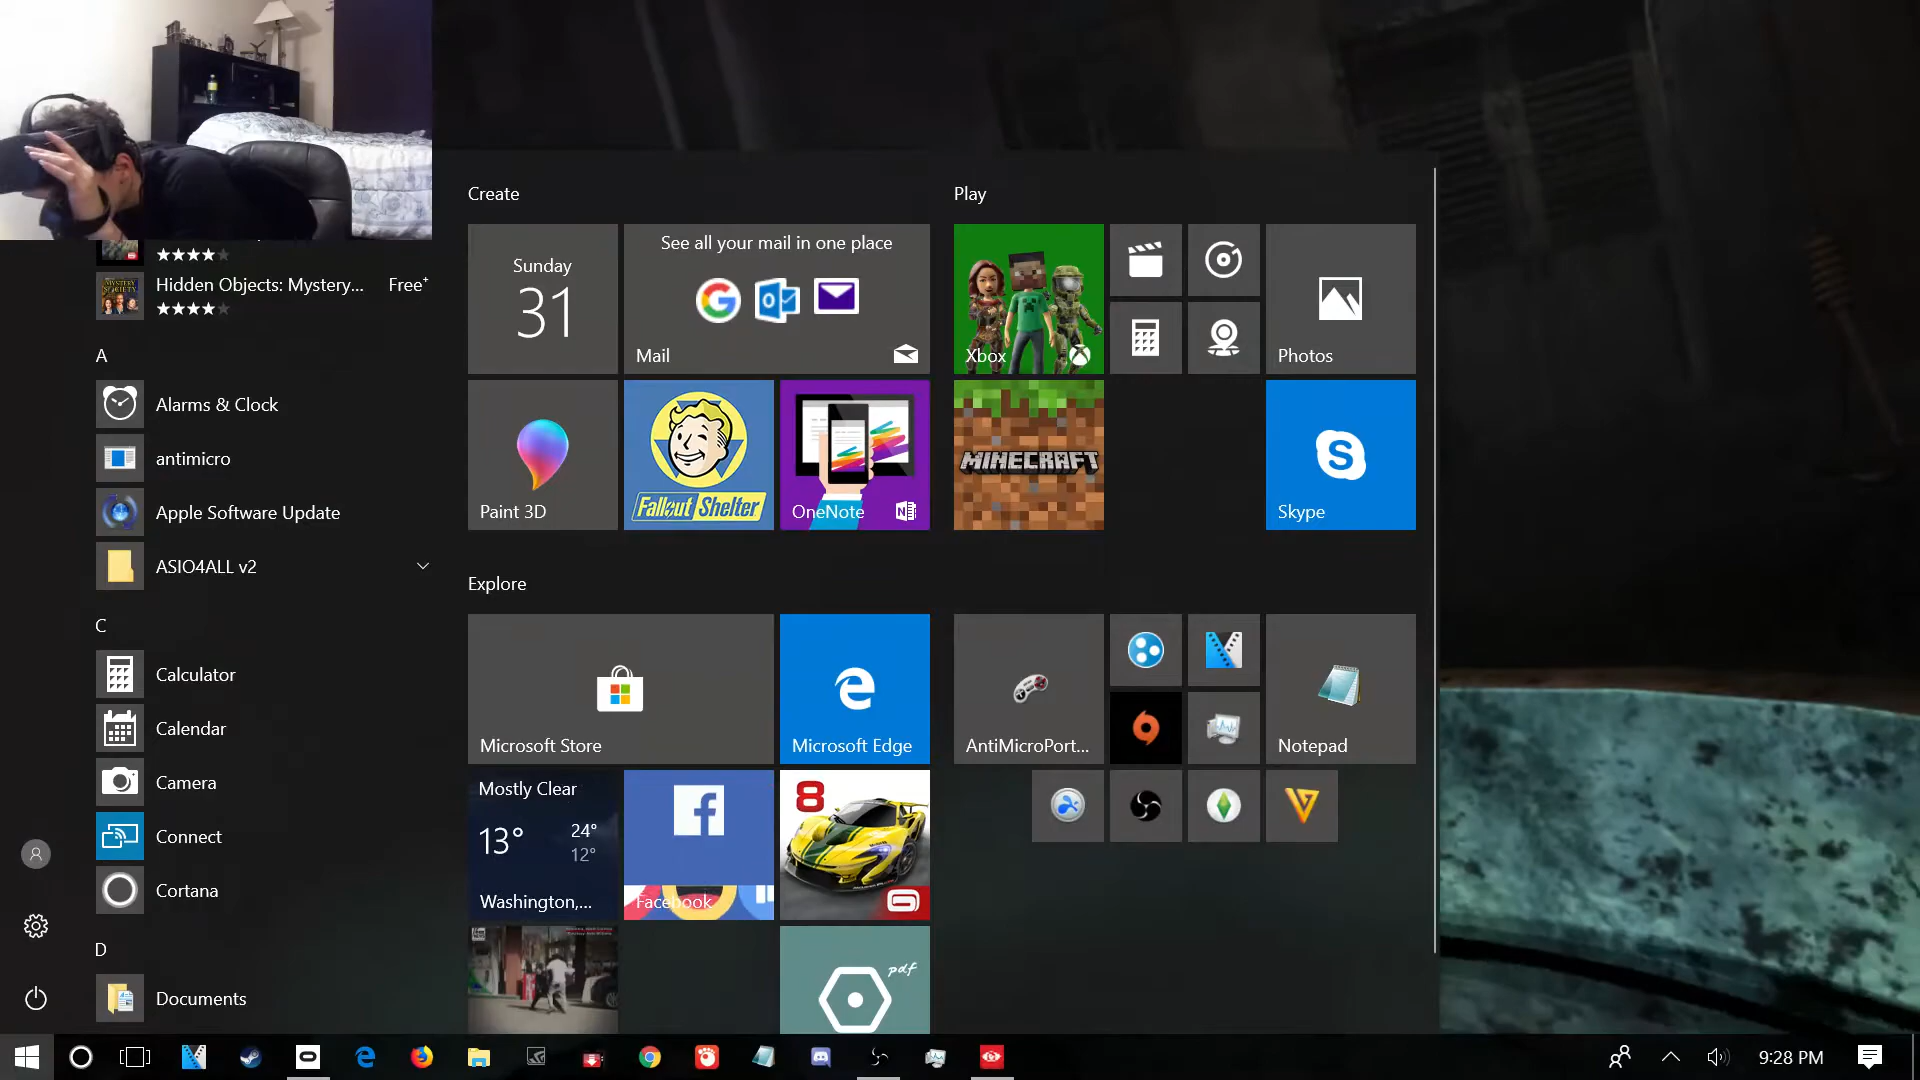 Hidden Objects: Mystery... Free+
A
Alarms & Clock
antimicro
Apple Software Update
ASIO4ALL v2
C
Calculator
Calendar
Camera
Connect
Cortana
D
Documents
Create
Sunday
31
See all your mail in one place
Mail
Paint 3D
Fallout Shelter
OneNote
Play
Xbox
Photos
MINECRAFT
Skype
Explore
Microsoft Store
Microsoft Edge
Mostly Clear
13° 24°
12°
Washington,...
Facebook
8
pdf
AntiMicroPort...
Notepad
9:28 PM